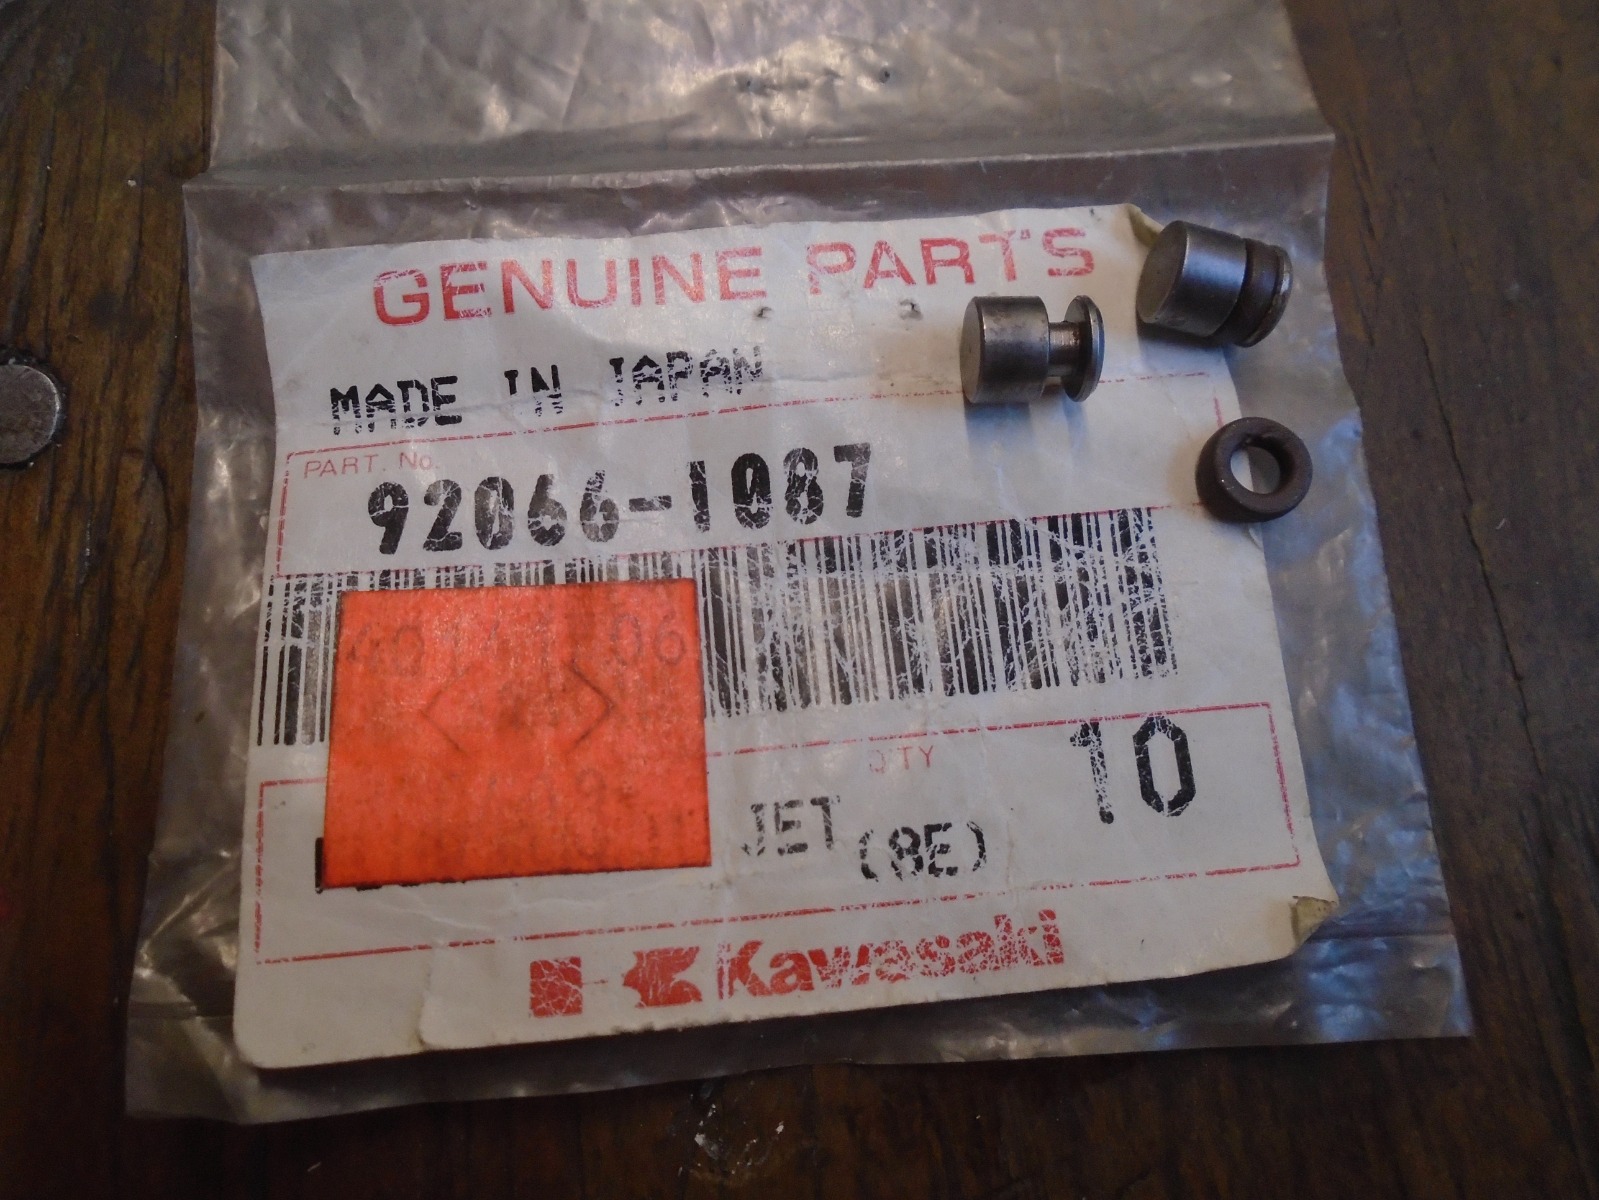 GENUINE PARTS
MADE IN JAPAN
PART. No.
92066-1087
QTY
10
JET
(8E)
Kawasaki